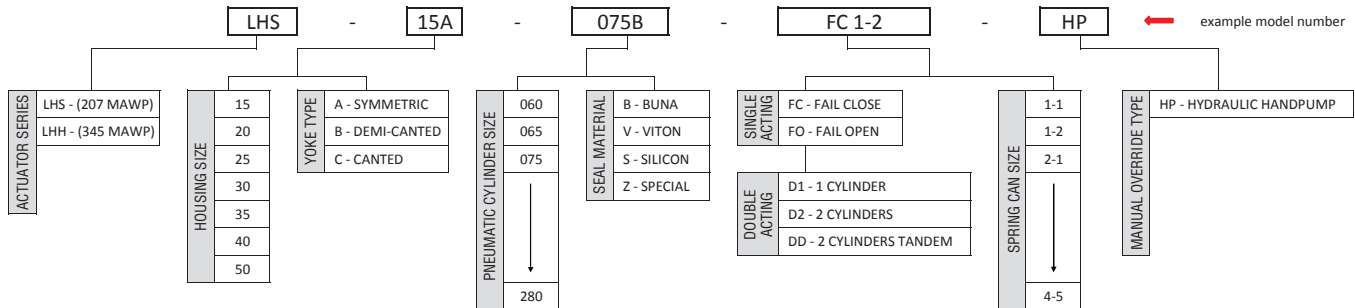 LHS - 15A - 075B - FC 1-2 - HP example model number
ACTUATOR SERIES
LHS - (207 MAWP)
LHH - (345 MAWP)
HOUSING SIZE
15
20
25
30
35
40
50
YOKE TYPE
A - SYMMETRIC
B - DEMI-CANTED
C - CANTED
PNEUMATIC CYLINDER SIZE
060
065
075
280
SEAL MATERIAL
B - BUNA
V - VITON
S - SILICON
Z - SPECIAL
SINGLE
ACTING
FC - FAIL CLOSE
FO - FAIL OPEN
DOUBLE
ACTING
D1 - 1 CYLINDER
D2 - 2 CYLINDERS
DD - 2 CYLINDERS TANDEM
SPRING CAN SIZE
1-1
1-2
2-1
4-5
MANUAL OVERRIDE TYPE
HP - HYDRAULIC HANDPUMP